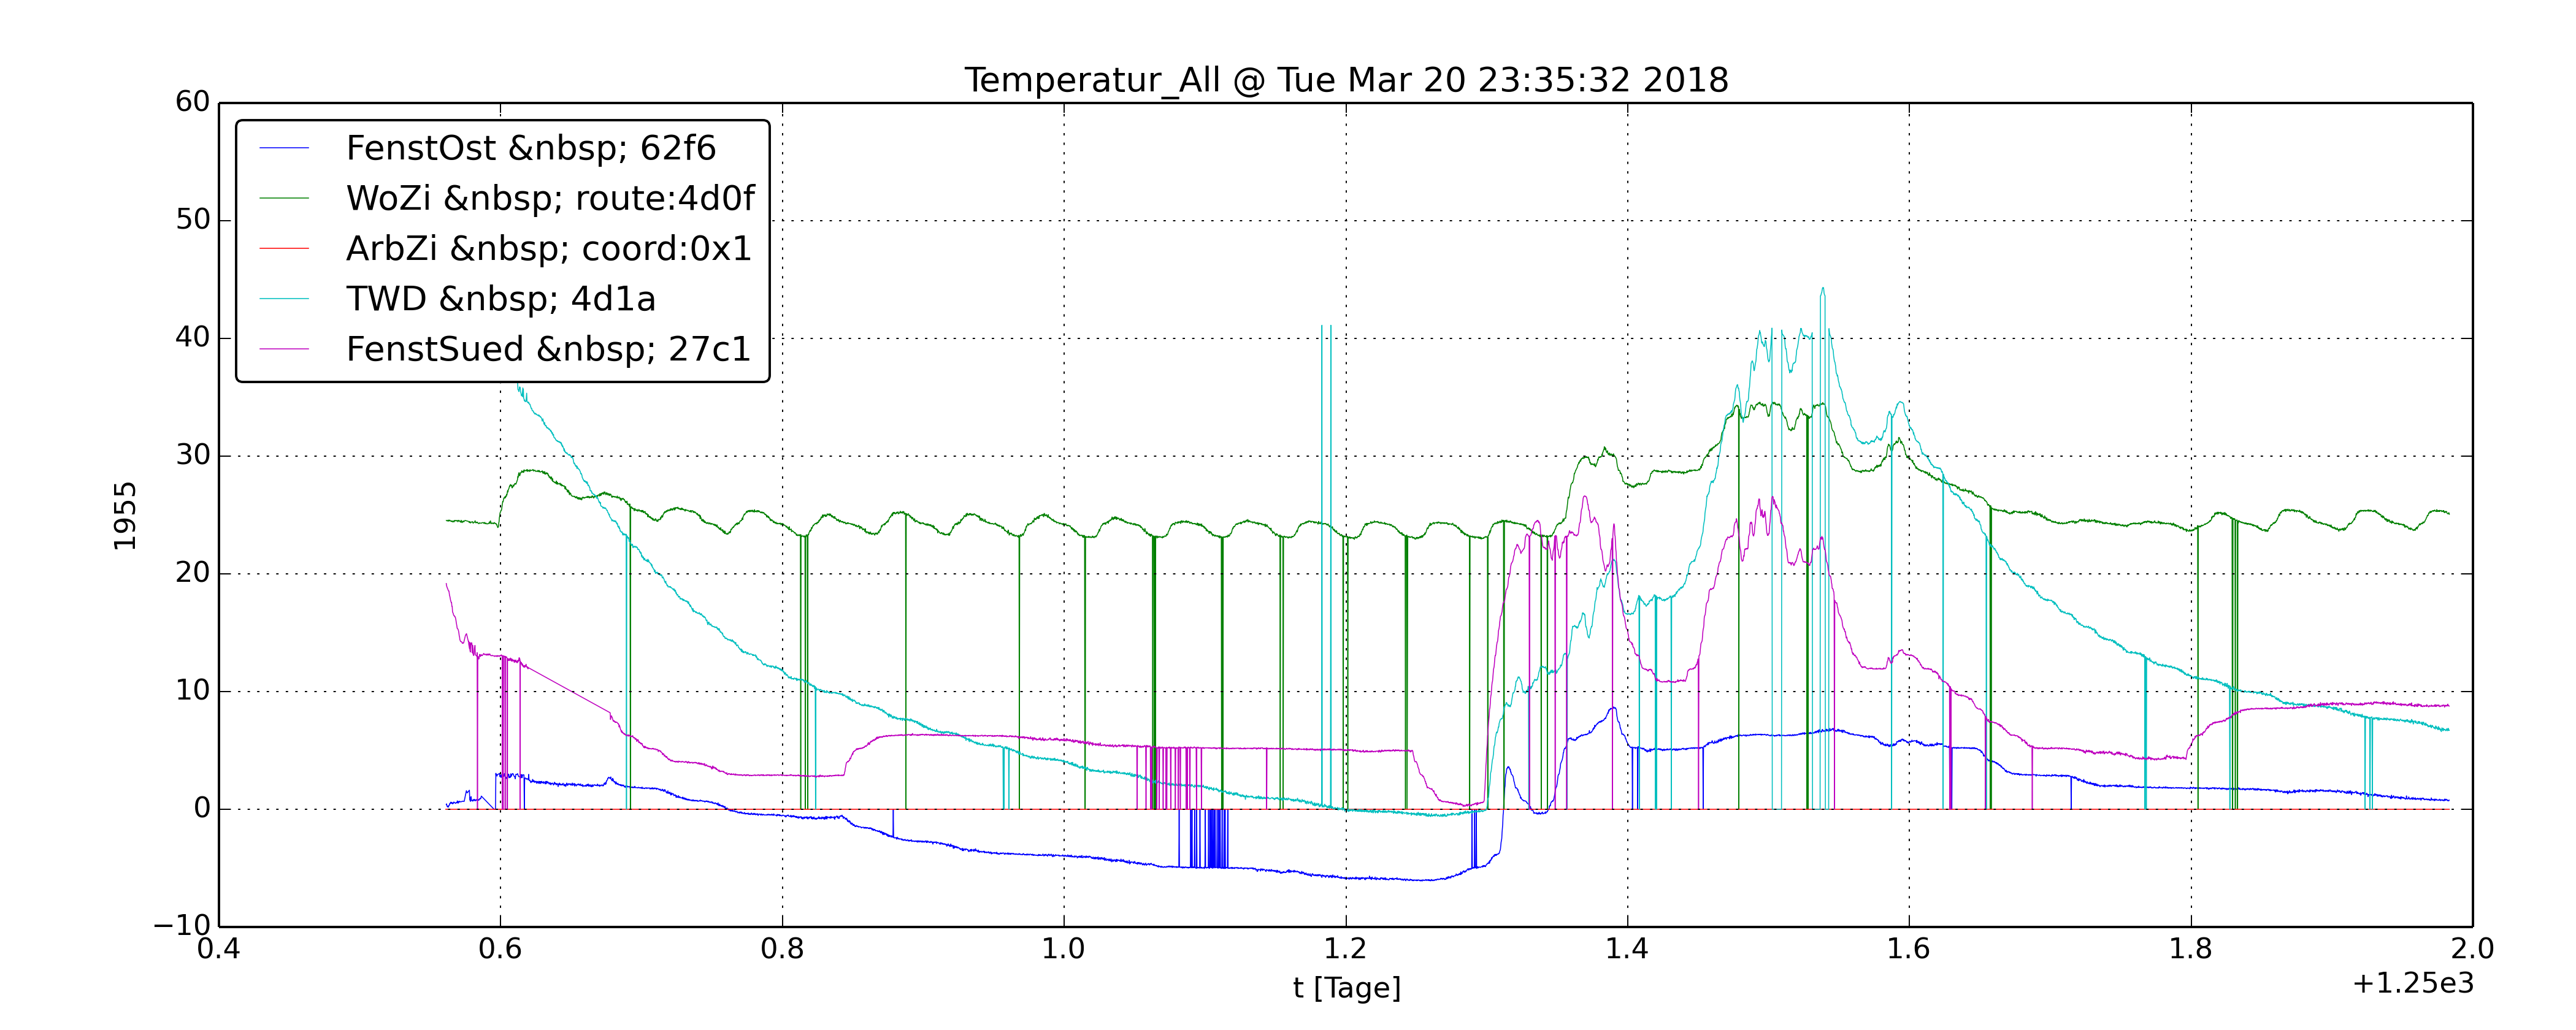 Temperatur_All @ Tue Mar 20 23:35:32 2018
60
50
40
30
20
10
0
−10
1955
FenstOst &nbsp; 62f6
WoZi &nbsp; route:4d0f
ArbZi &nbsp; coord:0x1
TWD &nbsp; 4d1a
FenstSued &nbsp; 27c1
0.4 0.6 0.8 1.0 1.2 1.4 1.6 1.8 2.0
t [Tage]
+1.25e3